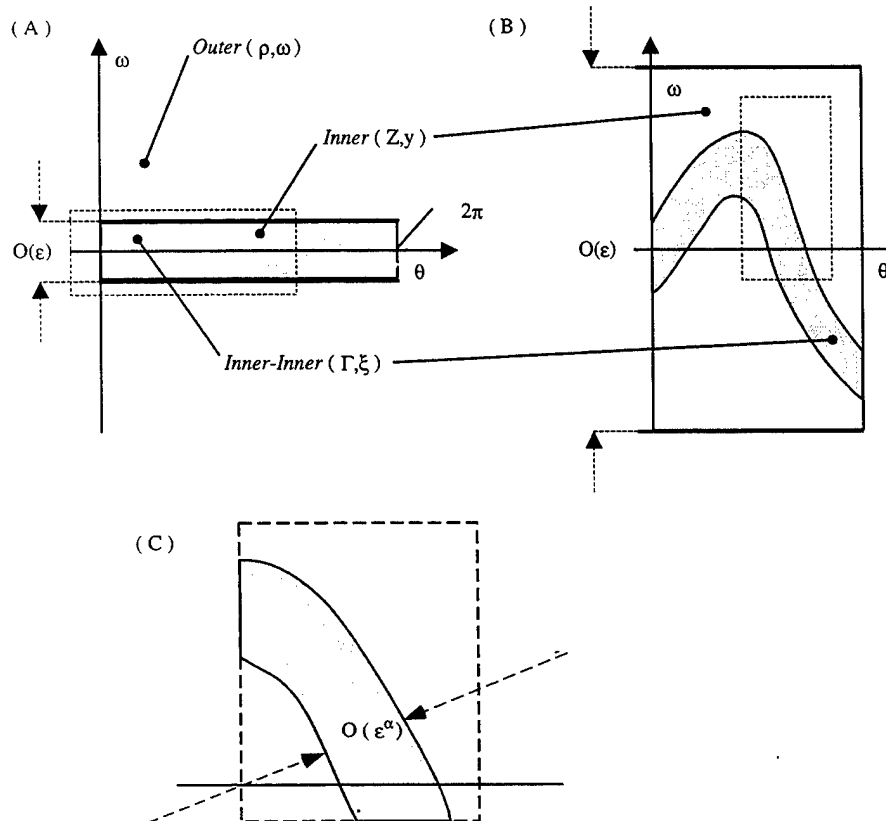 (A)
ω
Outer (ρ,ω)
Inner (Z,y)
2π
O(ε)
θ
Inner-Inner (Γ,ξ)
(B)
ω
O(ε)
θ
(C)
O(ε^α)